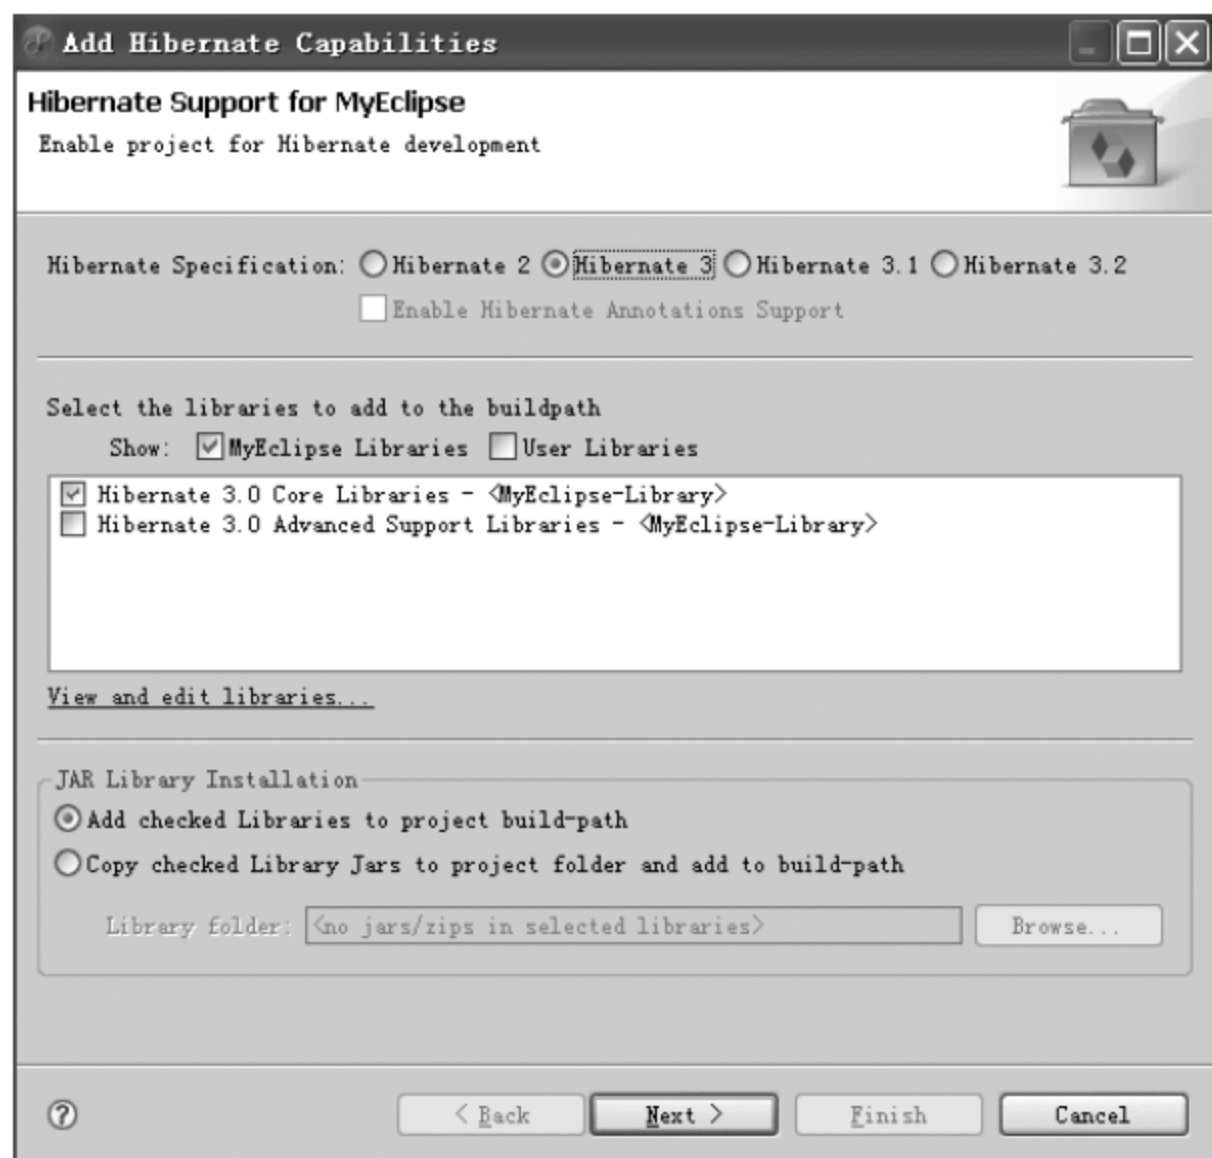 Add Hibernate Capabilities
Hibernate Support for MyEclipse
Enable project for Hibernate development
Hibernate Specification: Hibernate 2 Hibernate 3 Hibernate 3.1 Hibernate 3.2
Enable Hibernate Annotations Support
Select the libraries to add to the buildpath
Show: MyEclipse Libraries User Libraries
Hibernate 3.0 Core Libraries - <MyEclipse-Library>
Hibernate 3.0 Advanced Support Libraries - <MyEclipse-Library>
View and edit libraries...
JAR Library Installation
Add checked Libraries to project build-path
Copy checked Library Jars to project folder and add to build-path
Library folder: <no jars/zips in selected libraries> Browse...
? < Back Next > Finish Cancel